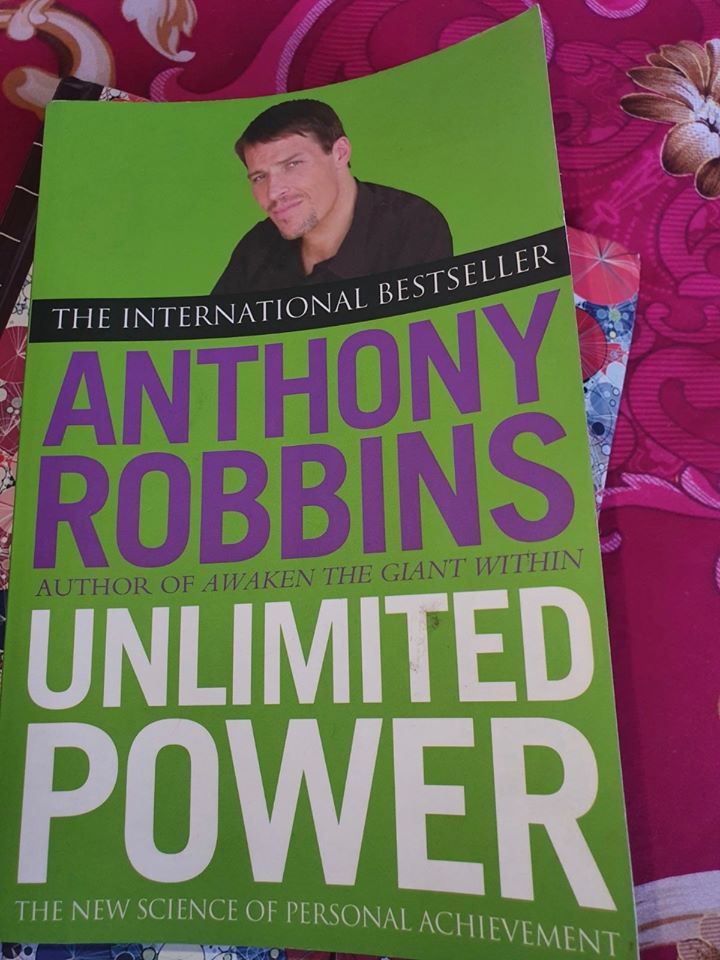 THE INTERNATIONAL BESTSELLER
ANTHONY
ROBBINS
AUTHOR OF AWAKEN THE GIANT WITHIN
UNLIMITED
POWER
THE NEW SCIENCE OF PERSONAL ACHIEVEMENT